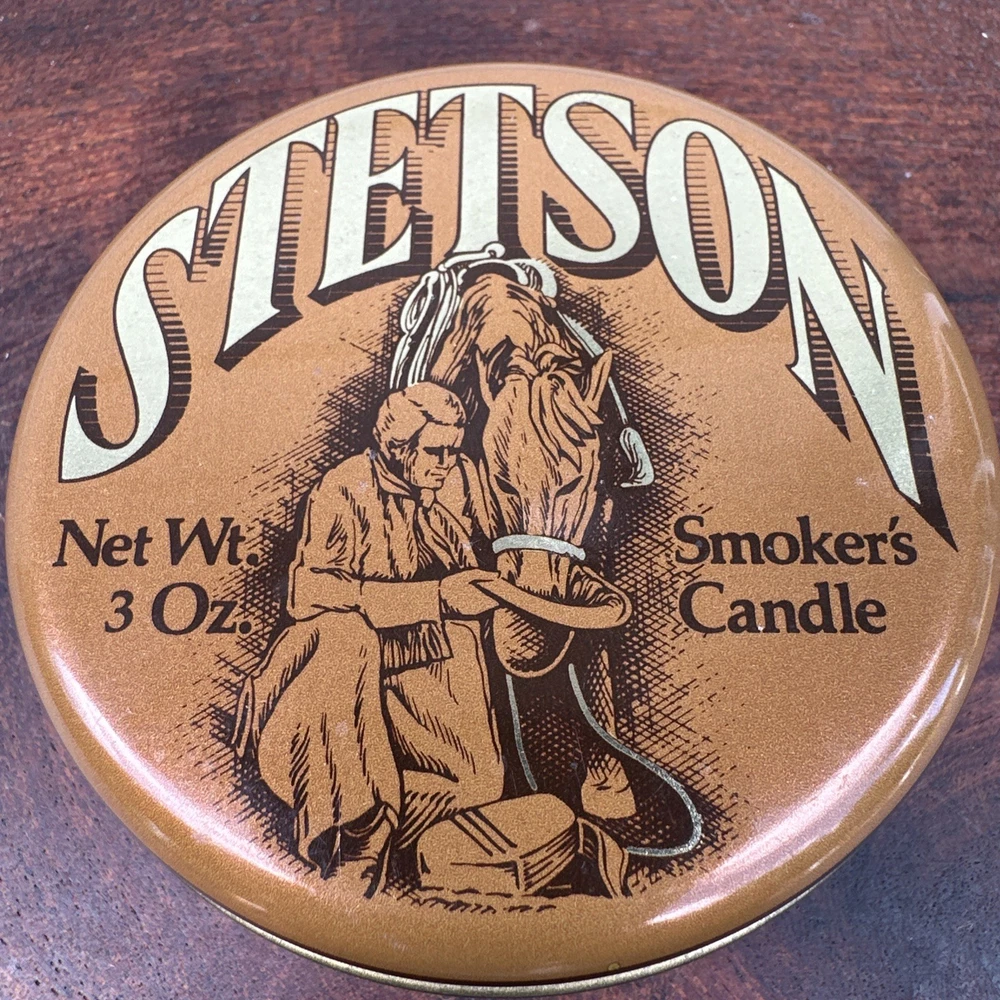 STETSON
Net Wt.
3 Oz.
Smoker's
Candle